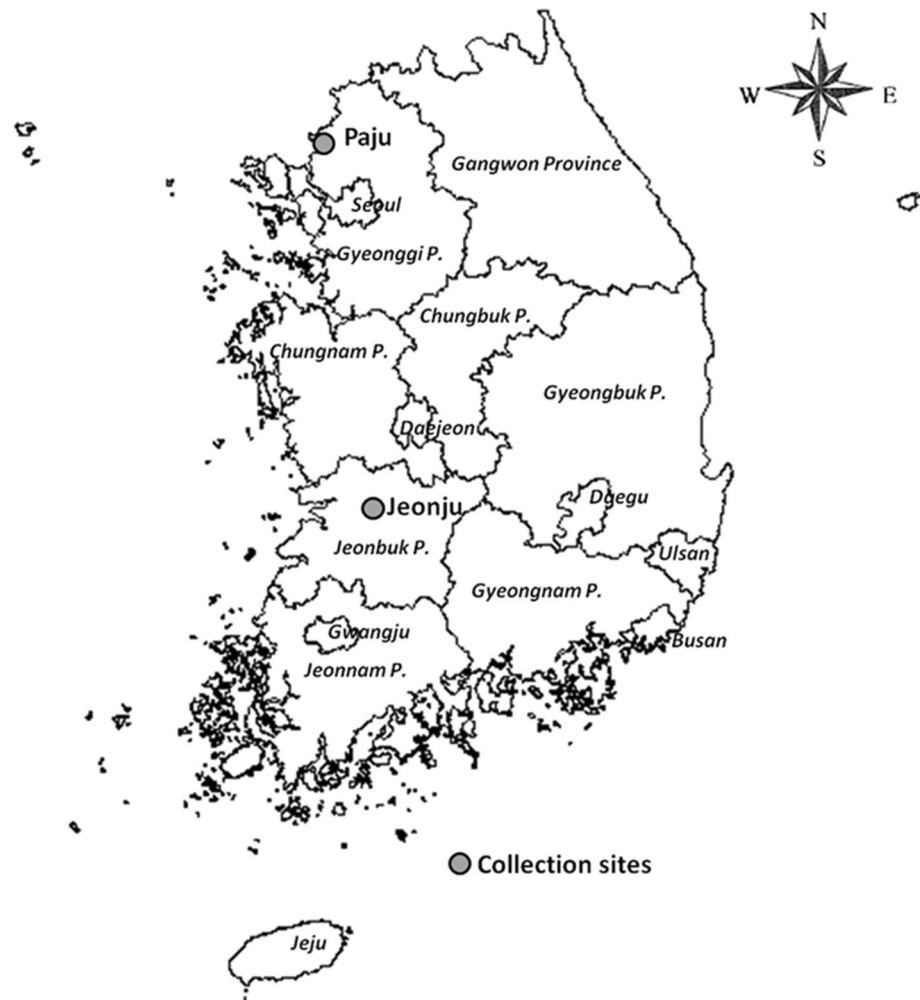 N
W E
S
Paju
Gangwon Province
Seoul
Gyeonggi P.
Chungbuk P.
Chungnam P.
Gyeongbuk P.
Daejeon
Daegu
Jeonju
Jeonbuk P.
Ulsan
Gyeongnam P.
Gwangju
Busan
Jeonnam P.
Collection sites
Jeju